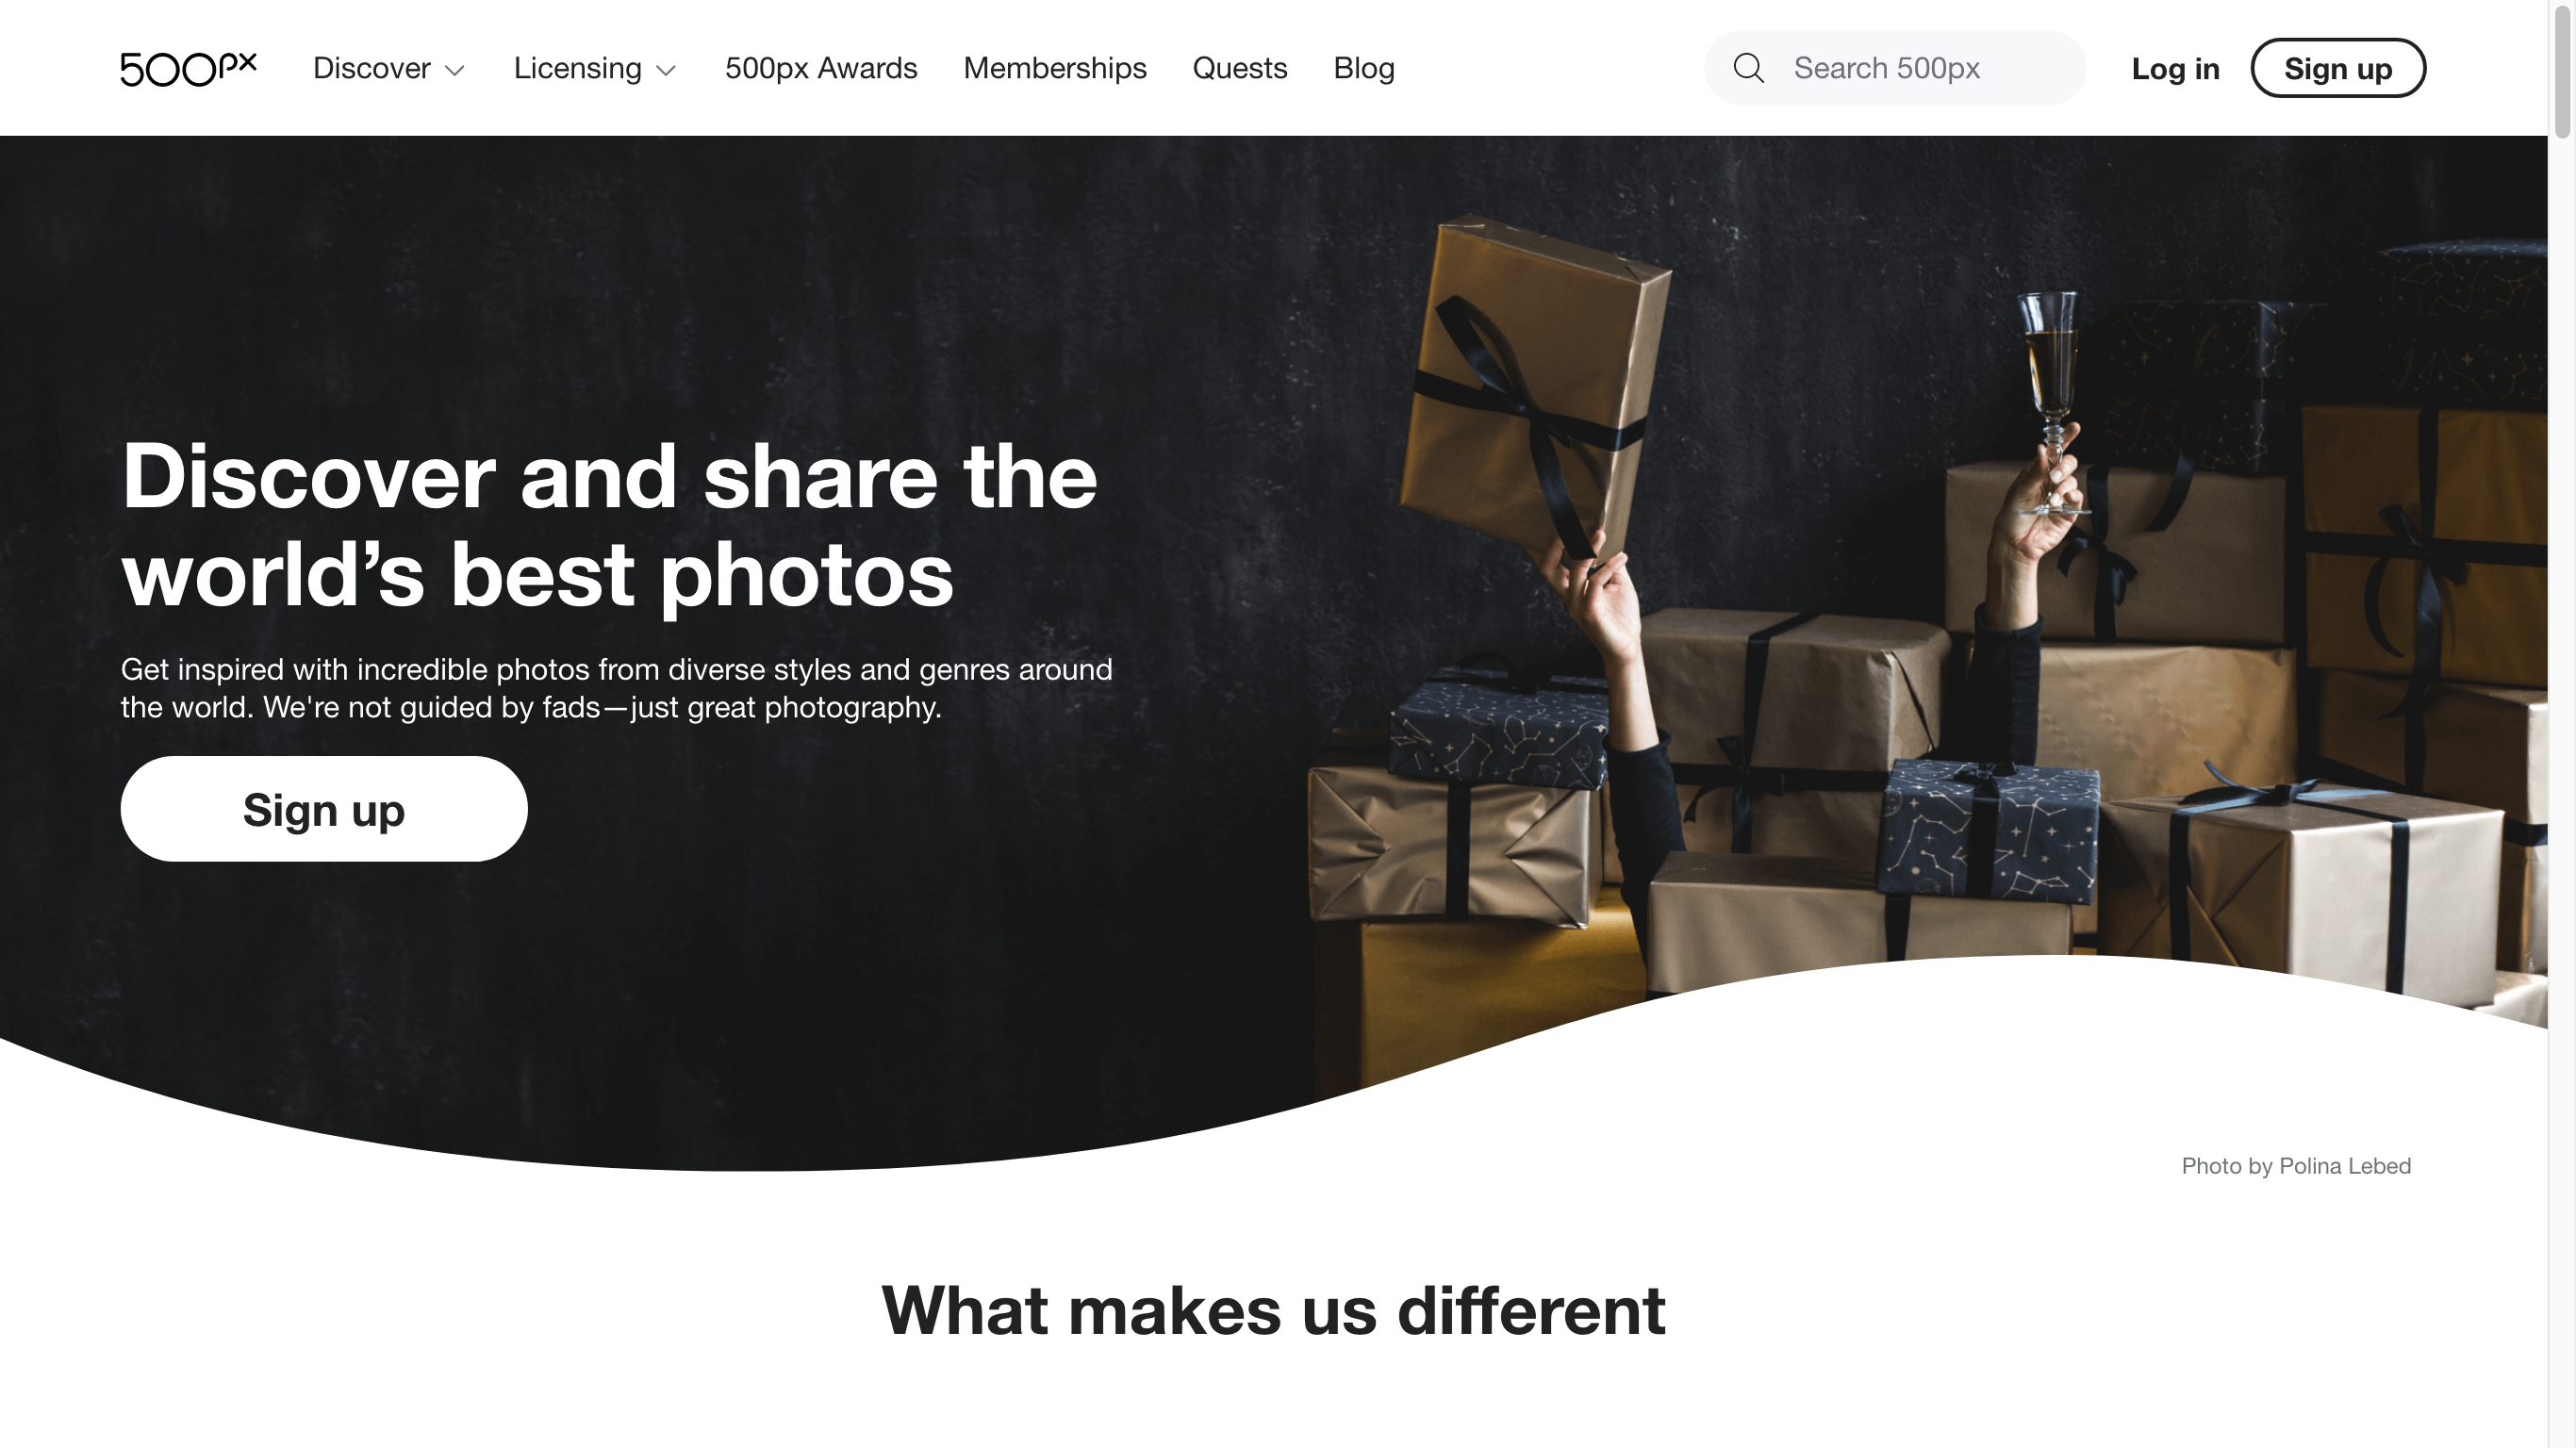 500px
Discover
Licensing
500px Awards
Memberships
Quests
Blog
Search 500px
Log in
Sign up
Discover and share the
world’s best photos
Get inspired with incredible photos from diverse styles and genres around
the world. We're not guided by fads—just great photography.
Sign up
Photo by Polina Lebed
What makes us different